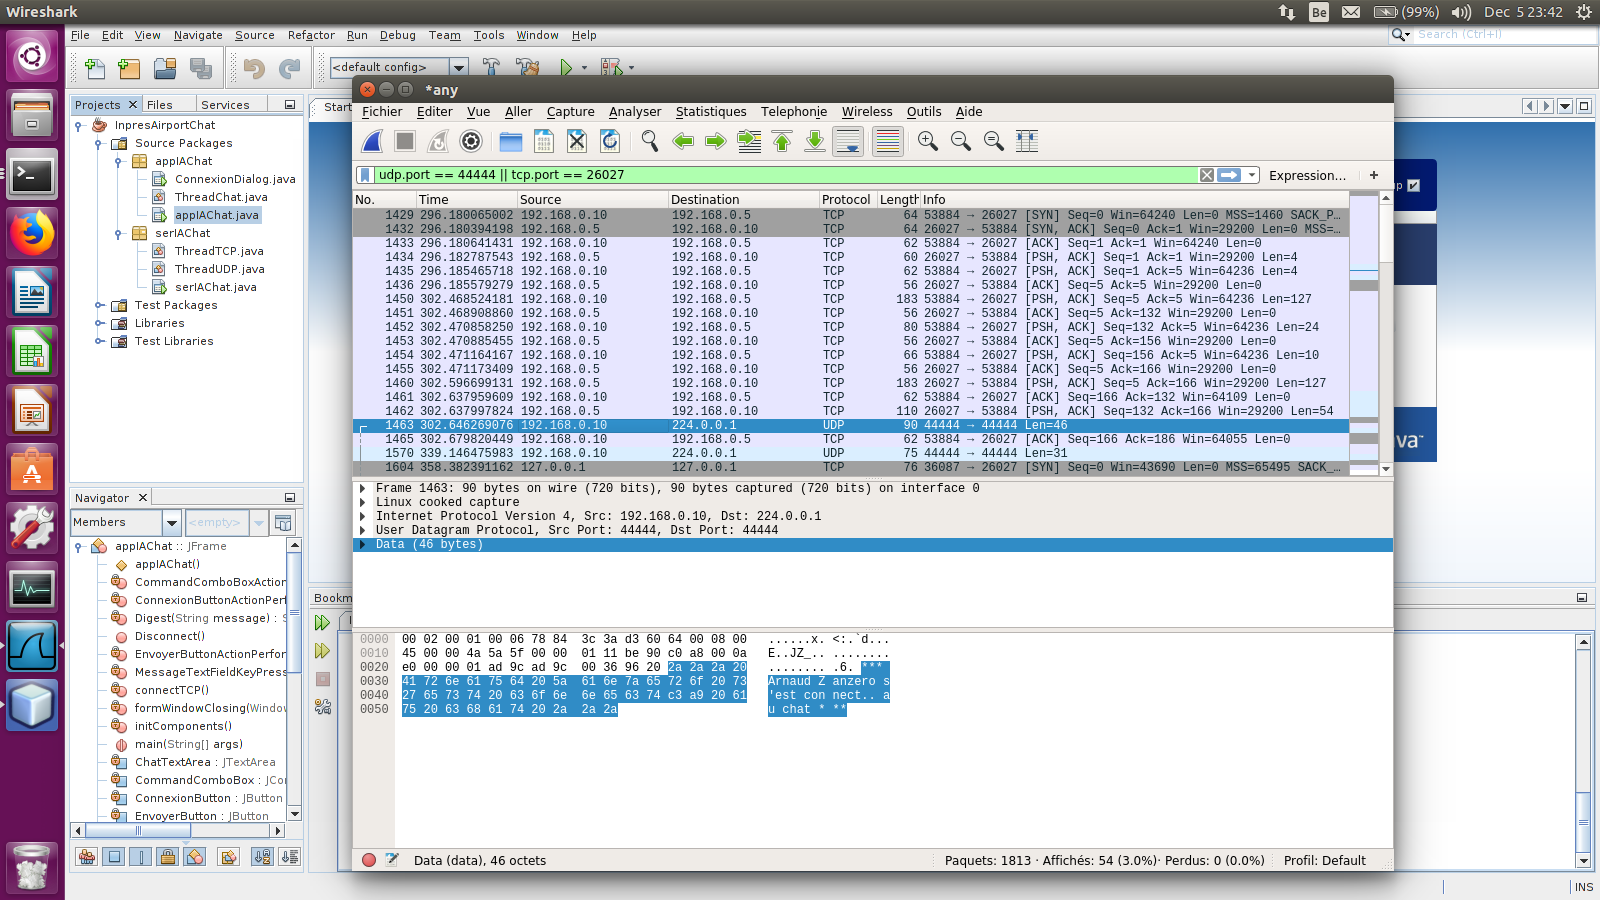 Wireshark
Be
(99%)
Dec 5 23:42
File Edit View Navigate Source Refactor Run Debug Team Tools Window Help
Search (Ctrl+I)
<default config>
Projects Files Services
Start
InpresAirportChat
Source Packages
appIAChat
ConnexionDialog.java
ThreadChat.java
appIAChat.java
serIAChat
ThreadTCP.java
ThreadUDP.java
serIAChat.java
Test Packages
Libraries
Test Libraries
Navigator
Members
<empty>
appIAChat :: JFrame
appIAChat()
CommandComboBoxAction
ConnexionButtonActionPerf
Digest(String message) : S
Disconnect()
EnvoyerButtonActionPerfor
MessageTextFieldKeyPress
connectTCP()
formWindowClosing(Windo
initComponents()
main(String[] args)
ChatTextArea : JTextArea
CommandComboBox : JCo
ConnexionButton : JButton
EnvoyerButton : JButton
Bookm
*any
Fichier Editer Vue Aller Capture Analyser Statistiques Telephonie Wireless Outils Aide
udp.port == 44444 || tcp.port == 26027
Expression... +
No. Time Source Destination Protocol Length Info
1429 296.180065002 192.168.0.10 192.168.0.5 TCP 64 53884 → 26027 [SYN] Seq=0 Win=64240 Len=0 MSS=1460 SACK_P…
1432 296.180394198 192.168.0.5 192.168.0.10 TCP 64 26027 → 53884 [SYN, ACK] Seq=0 Ack=1 Win=29200 Len=0 MSS=…
1433 296.180641431 192.168.0.10 192.168.0.5 TCP 62 53884 → 26027 [ACK] Seq=1 Ack=1 Win=64240 Len=0
1434 296.182787543 192.168.0.5 192.168.0.10 TCP 60 26027 → 53884 [PSH, ACK] Seq=1 Ack=1 Win=29200 Len=4
1435 296.185465718 192.168.0.10 192.168.0.5 TCP 62 53884 → 26027 [PSH, ACK] Seq=1 Ack=5 Win=64236 Len=4
1436 296.185579279 192.168.0.5 192.168.0.10 TCP 56 26027 → 53884 [ACK] Seq=5 Ack=5 Win=29200 Len=0
1450 302.468524181 192.168.0.10 192.168.0.5 TCP 183 53884 → 26027 [PSH, ACK] Seq=5 Ack=5 Win=64236 Len=127
1451 302.468908860 192.168.0.5 192.168.0.10 TCP 56 26027 → 53884 [ACK] Seq=5 Ack=132 Win=29200 Len=0
1452 302.470858250 192.168.0.10 192.168.0.5 TCP 80 53884 → 26027 [PSH, ACK] Seq=132 Ack=5 Win=64236 Len=24
1453 302.470885455 192.168.0.5 192.168.0.10 TCP 56 26027 → 53884 [ACK] Seq=5 Ack=156 Win=29200 Len=0
1454 302.471164167 192.168.0.10 192.168.0.5 TCP 66 53884 → 26027 [PSH, ACK] Seq=156 Ack=5 Win=64236 Len=10
1455 302.471173409 192.168.0.5 192.168.0.10 TCP 56 26027 → 53884 [ACK] Seq=5 Ack=166 Win=29200 Len=0
1460 302.596699131 192.168.0.5 192.168.0.10 TCP 183 26027 → 53884 [PSH, ACK] Seq=5 Ack=166 Win=29200 Len=127
1461 302.637959609 192.168.0.10 192.168.0.5 TCP 62 53884 → 26027 [ACK] Seq=166 Ack=132 Win=64109 Len=0
1462 302.637997824 192.168.0.5 192.168.0.10 TCP 110 26027 → 53884 [PSH, ACK] Seq=132 Ack=166 Win=29200 Len=54
1463 302.646269076 192.168.0.10 224.0.0.1 UDP 90 44444 → 44444 Len=46
1465 302.679820449 192.168.0.10 192.168.0.5 TCP 62 53884 → 26027 [ACK] Seq=166 Ack=186 Win=64055 Len=0
1570 339.146475983 192.168.0.10 224.0.0.1 UDP 75 44444 → 44444 Len=31
1604 358.382391162 127.0.0.1 127.0.0.1 TCP 76 36087 → 26027 [SYN] Seq=0 Win=43690 Len=0 MSS=65495 SACK_…
Frame 1463: 90 bytes on wire (720 bits), 90 bytes captured (720 bits) on interface 0
Linux cooked capture
Internet Protocol Version 4, Src: 192.168.0.10, Dst: 224.0.0.1
User Datagram Protocol, Src Port: 44444, Dst Port: 44444
Data (46 bytes)
0000 00 02 00 01 00 06 78 84 3c 3a d3 60 64 00 08 00 ......x. <:.`d...
0010 45 00 00 4a 5a 5f 00 00 01 11 be 90 c0 a8 00 0a E..JZ_.. ........
0020 e0 00 00 01 ad 9c ad 9c 00 36 96 20 2a 2a 2a 20 ........ .6. ***
0030 41 72 6e 61 75 64 20 5a 61 6e 7a 65 72 6f 20 73 Arnaud Z anzero s
0040 27 65 73 74 20 63 6f 6e 6e 65 63 74 c3 a9 20 61 'est con nect.. a
0050 75 20 63 68 61 74 20 2a 2a 2a u chat * **
Data (data), 46 octets
Paquets: 1813 · Affichés: 54 (3.0%)· Perdus: 0 (0.0%)
Profil: Default
up
va™
INS